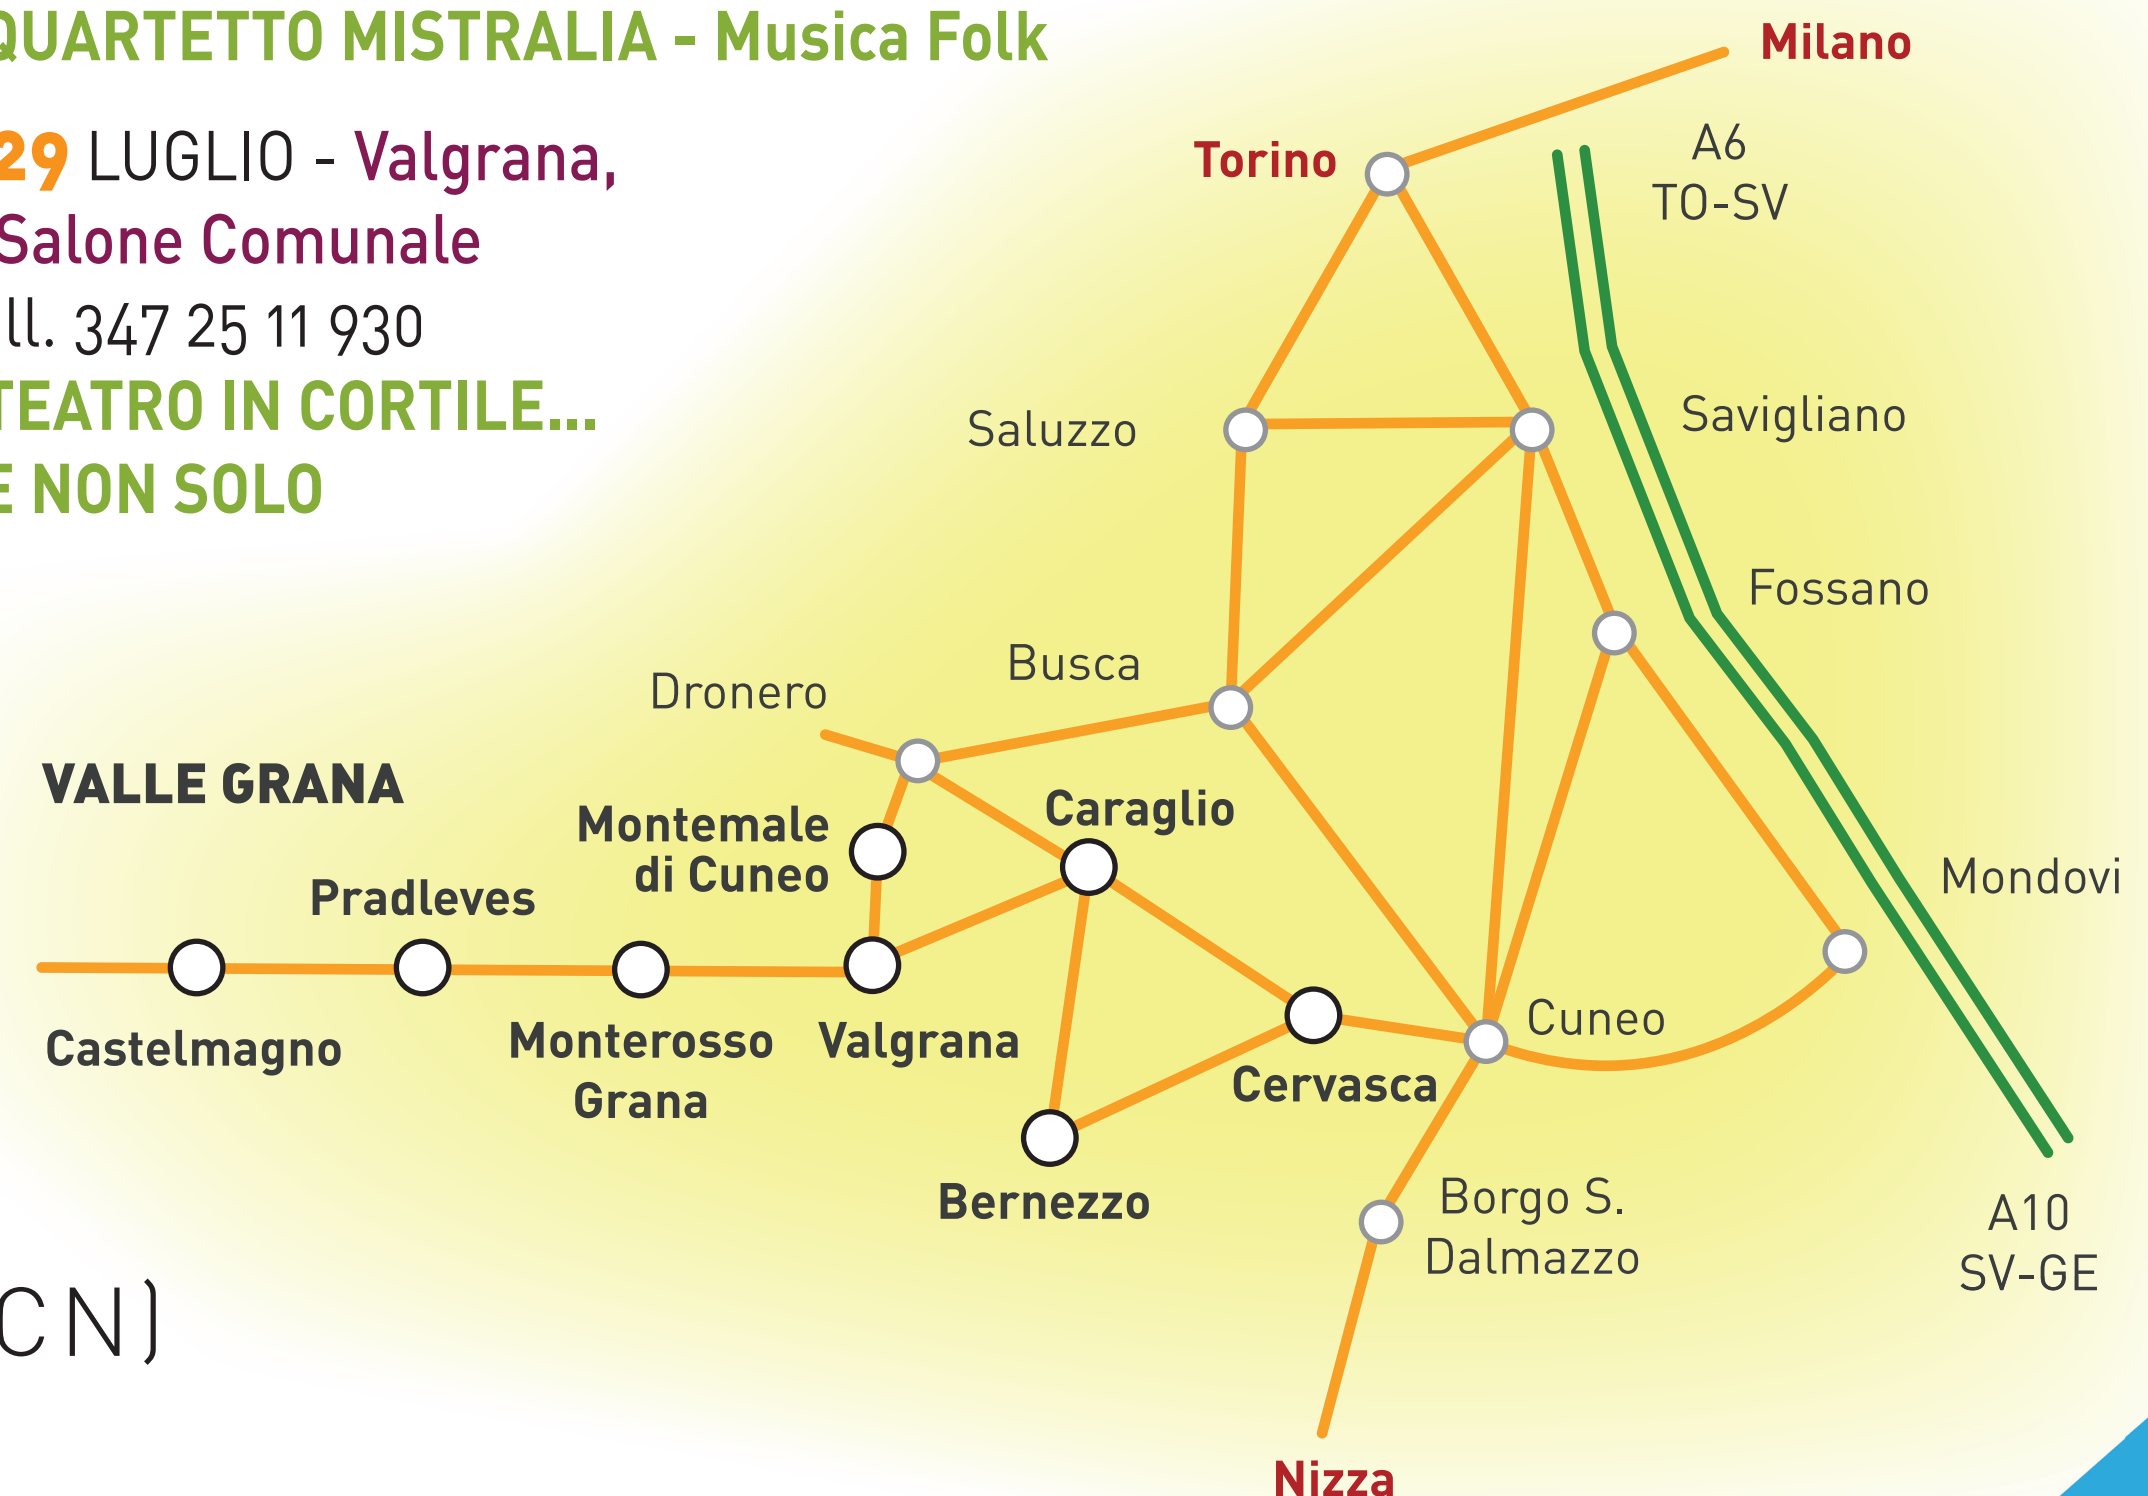 QUARTETTO MISTRALIA - Musica Folk
29 LUGLIO - Valgrana,
Salone Comunale
ll. 347 25 11 930
TEATRO IN CORTILE...
E NON SOLO
Milano
Torino
A6
TO-SV
Saluzzo
Savigliano
Fossano
Busca
Dronero
VALLE GRANA
Montemale
di Cuneo
Caraglio
Pradleves
Mondovi
Castelmagno
Monterosso
Grana
Valgrana
Cuneo
Cervasca
Bernezzo
Borgo S.
Dalmazzo
A10
SV-GE
CN)
Nizza